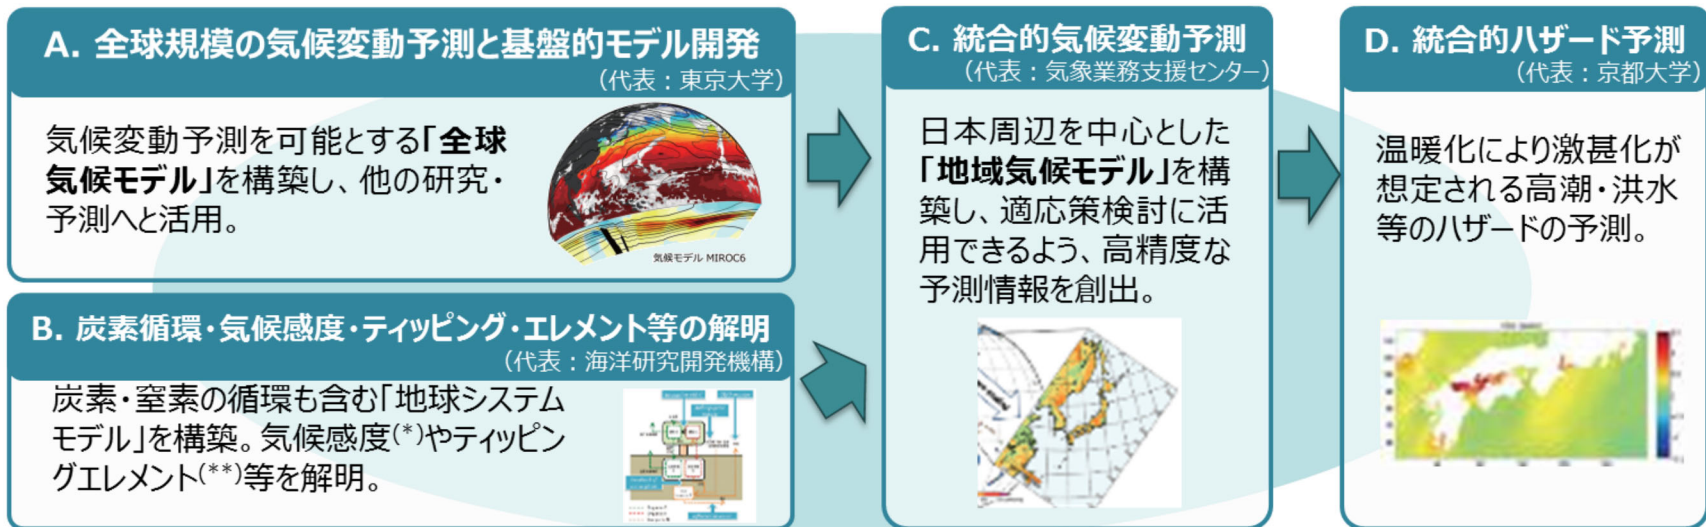 A. 全球規模の気候変動予測と基盤的モデル開発
（代表：東京大学）
気候変動予測を可能とする「全球
気候モデル」を構築し、他の研究・
予測へと活用。
気候モデル MIROC6
B. 炭素循環・気候感度・ティッピング・エレメント等の解明
（代表：海洋研究開発機構）
炭素・窒素の循環も含む「地球システム
モデル」を構築。気候感度(*)やティッピン
グエレメント(**)等を解明。
C. 統合的気候変動予測
（代表：気象業務支援センター）
日本周辺を中心とした
「地域気候モデル」を構
築し、適応策検討に活
用できるよう、高精度な
予測情報を創出。
D. 統合的ハザード予測
（代表：京都大学）
温暖化により激甚化が
想定される高潮・洪水
等のハザードの予測。